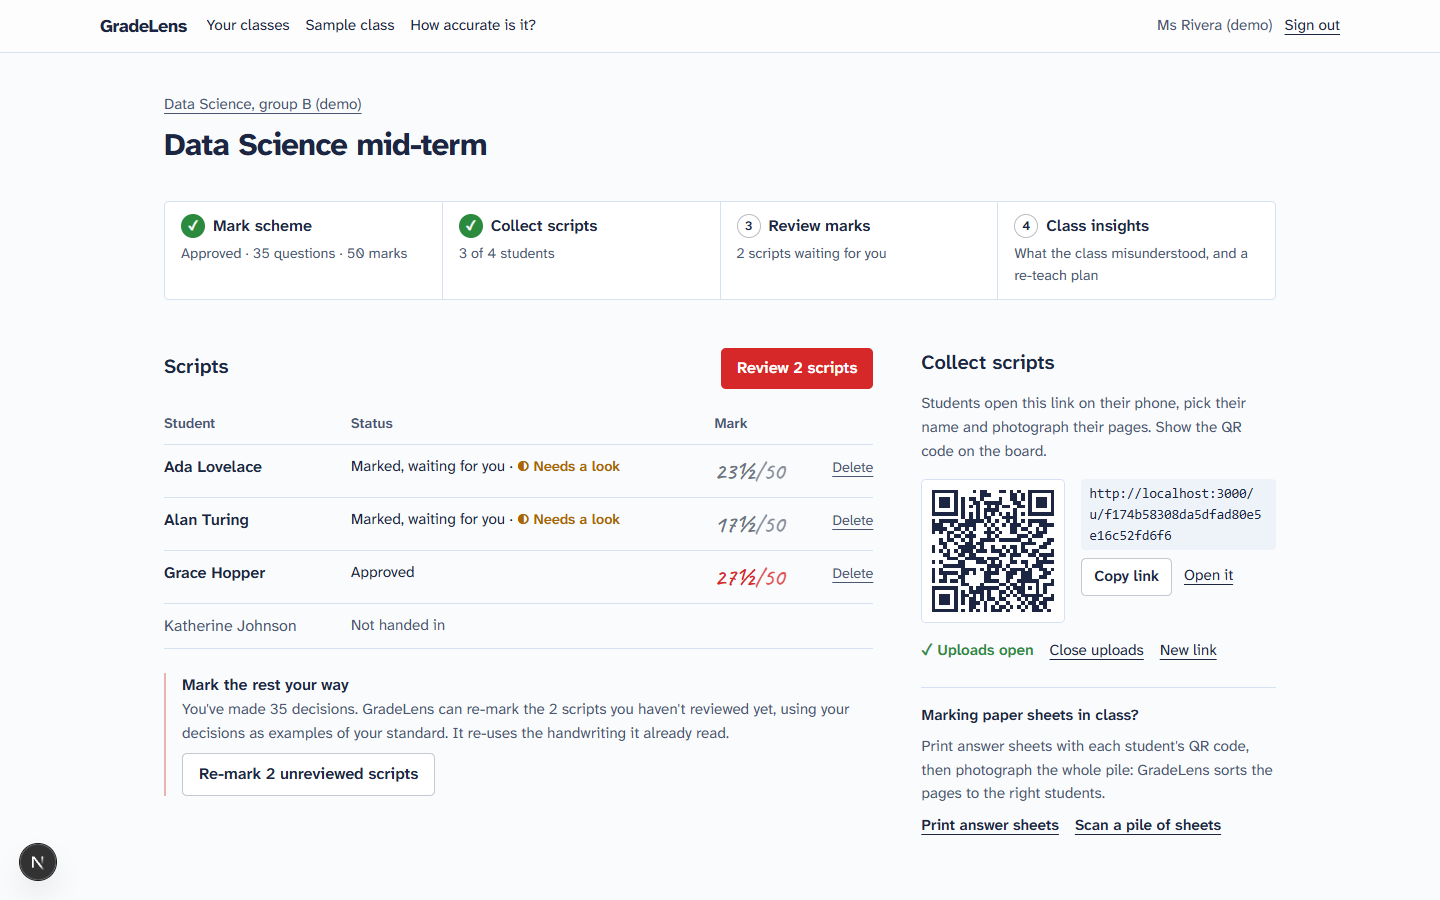 GradeLens Your classes Sample class How accurate is it? Ms Rivera (demo) Sign out
Data Science, group B (demo)
Data Science mid-term
Mark scheme
Approved · 35 questions · 50 marks
Collect scripts
3 of 4 students
3 Review marks
2 scripts waiting for you
4 Class insights
What the class misunderstood, and a
re-teach plan
Scripts
Review 2 scripts
Student Status Mark
Ada Lovelace Marked, waiting for you · Needs a look 23½/50 Delete
Alan Turing Marked, waiting for you · Needs a look 17½/50 Delete
Grace Hopper Approved 27½/50 Delete
Katherine Johnson Not handed in
Mark the rest your way
You've made 35 decisions. GradeLens can re-mark the 2 scripts you haven't reviewed yet, using your
decisions as examples of your standard. It re-uses the handwriting it already read.
Re-mark 2 unreviewed scripts
Collect scripts
Students open this link on their phone, pick their
name and photograph their pages. Show the QR
code on the board.
http://localhost:3000/
u/f174b58308da5dfad80e5
e16c52fd6f6
Copy link Open it
✓ Uploads open Close uploads New link
Marking paper sheets in class?
Print answer sheets with each student's QR code,
then photograph the whole pile: GradeLens sorts the
pages to the right students.
Print answer sheets Scan a pile of sheets
N